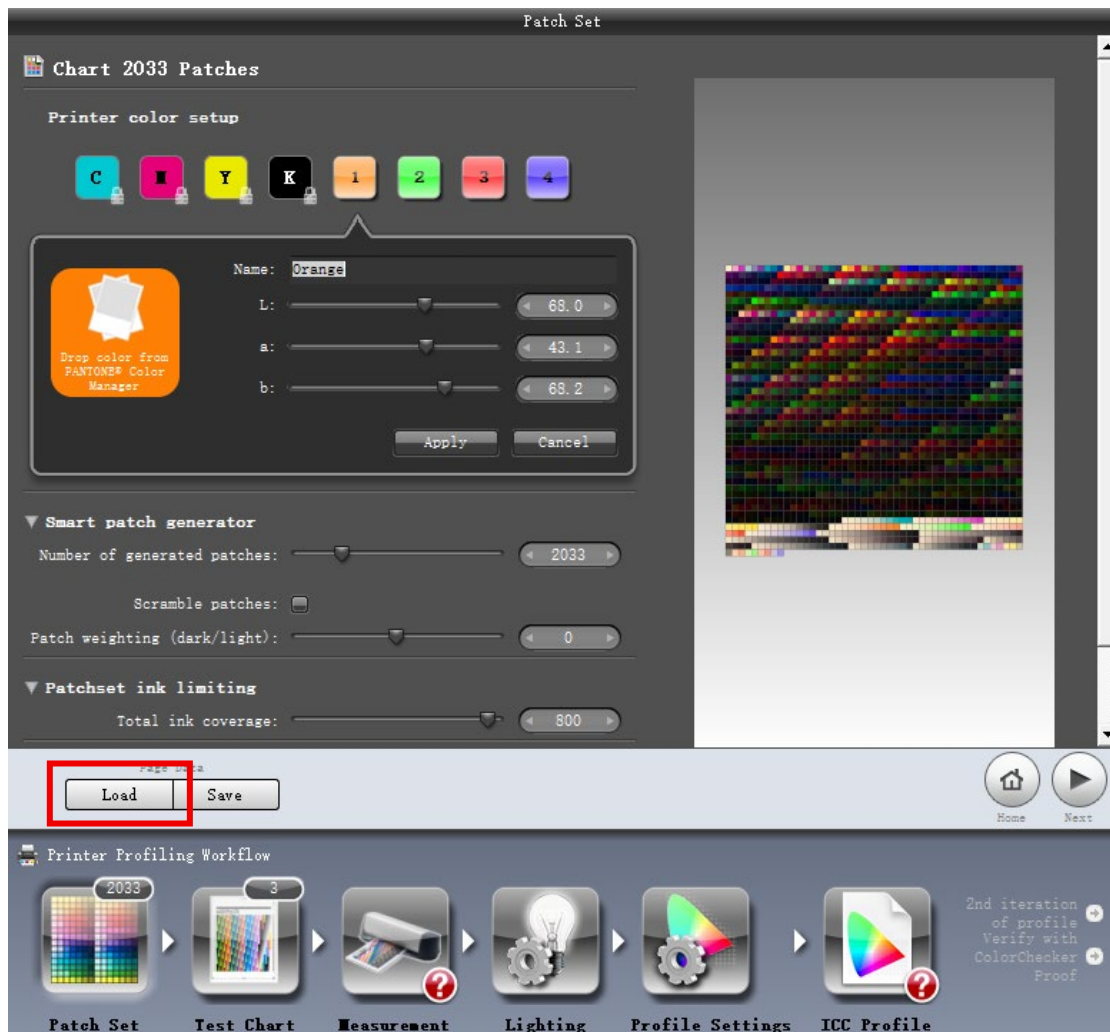 Patch Set
Chart 2033 Patches
Printer color setup
C M Y K 1 2 3 4
Drop color from
PANTONE® Color
Manager
Name: Orange
L: 68.0
a: 43.1
b: 68.2
Apply Cancel
Smart patch generator
Number of generated patches: 2033
Scramble patches:
Patch weighting (dark/light): 0
Patchset ink limiting
Total ink coverage: 800
Page Data
Load Save
Home Next
Printer Profiling Workflow
2033 3
2nd iteration
of profile
Verify with
ColorChecker
Proof
? ?
Patch Set Test Chart Measurement Lighting Profile Settings ICC Profile